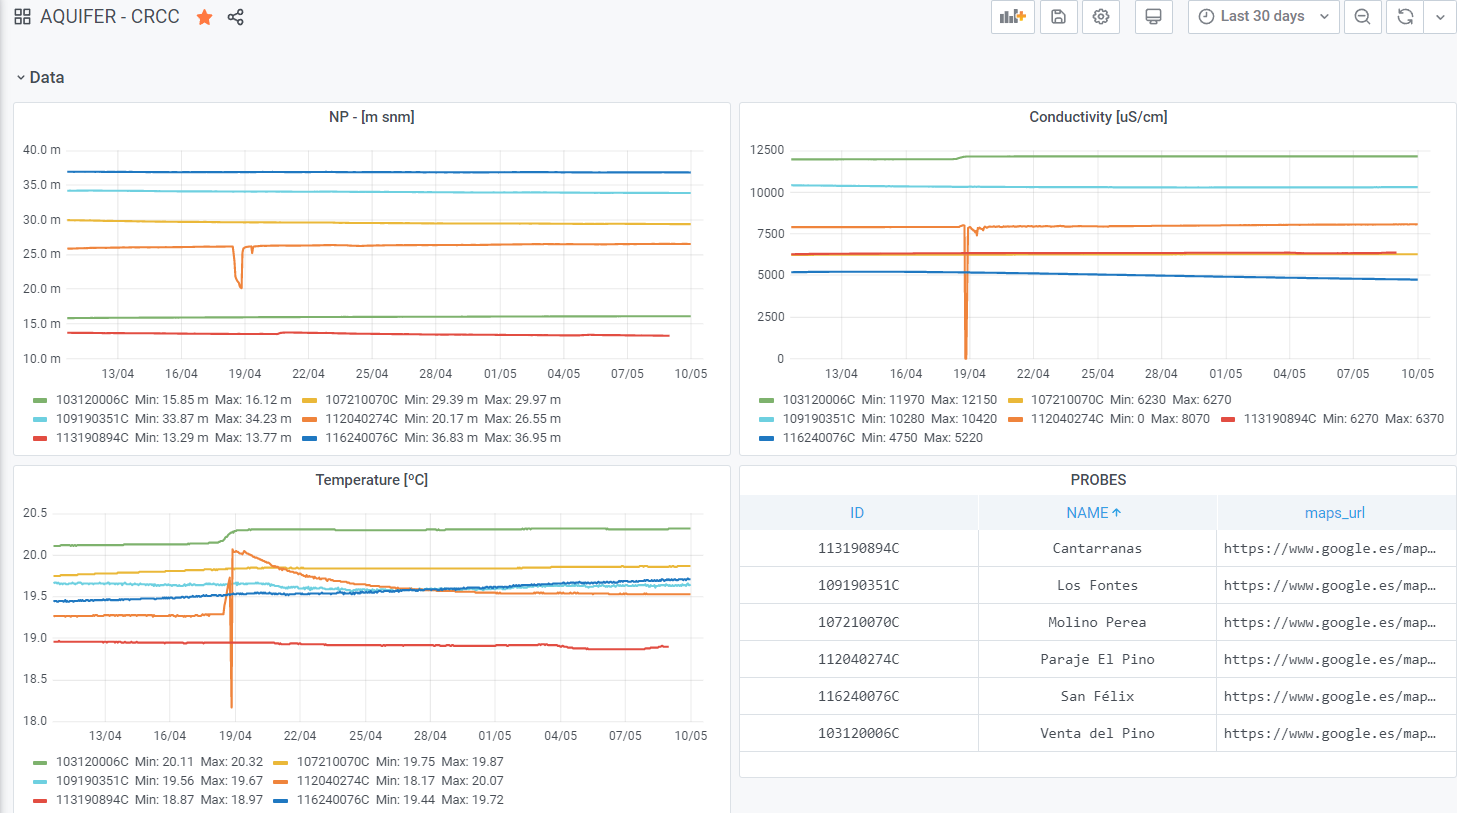 AQUIFER - CRCC
Last 30 days
Data
NP - [m snm]
40.0 m
35.0 m
30.0 m
25.0 m
20.0 m
15.0 m
10.0 m
13/04 16/04 19/04 22/04 25/04 28/04 01/05 04/05 07/05 10/05
103120006C Min: 15.85 m Max: 16.12 m 107210070C Min: 29.39 m Max: 29.97 m
109190351C Min: 33.87 m Max: 34.23 m 112040274C Min: 20.17 m Max: 26.55 m
113190894C Min: 13.29 m Max: 13.77 m 116240076C Min: 36.83 m Max: 36.95 m
Conductivity [uS/cm]
12500
10000
7500
5000
2500
0
13/04 16/04 19/04 22/04 25/04 28/04 01/05 04/05 07/05 10/05
103120006C Min: 11970 Max: 12150 107210070C Min: 6230 Max: 6270
109190351C Min: 10280 Max: 10420 112040274C Min: 0 Max: 8070 113190894C Min: 6270 Max: 6370
116240076C Min: 4750 Max: 5220
Temperature [ºC]
20.5
20.0
19.5
19.0
18.5
18.0
13/04 16/04 19/04 22/04 25/04 28/04 01/05 04/05 07/05 10/05
103120006C Min: 20.11 Max: 20.32 107210070C Min: 19.75 Max: 19.87
109190351C Min: 19.56 Max: 19.67 112040274C Min: 18.17 Max: 20.07
113190894C Min: 18.87 Max: 18.97 116240076C Min: 19.44 Max: 19.72
PROBES
ID NAME maps_url
113190894C Cantarranas https://www.google.es/map…
109190351C Los Fontes https://www.google.es/map…
107210070C Molino Perea https://www.google.es/map…
112040274C Paraje El Pino https://www.google.es/map…
116240076C San Félix https://www.google.es/map…
103120006C Venta del Pino https://www.google.es/map…